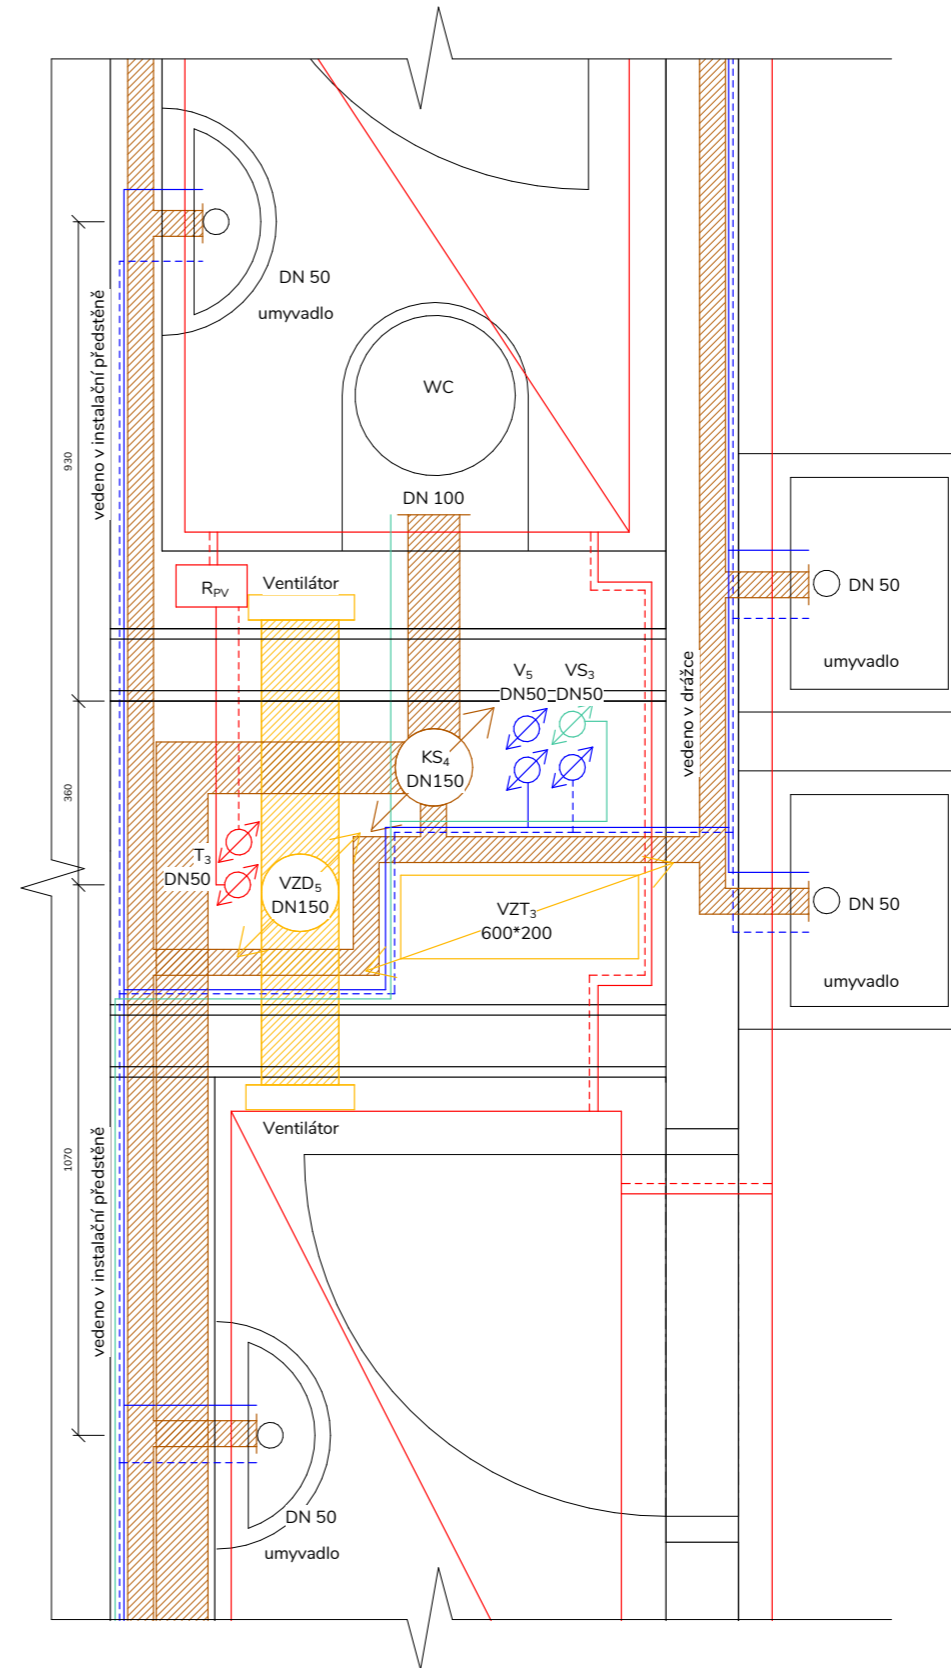 DN 50
umyvadlo
vedeno v instalační předstěně
WC
930
DN 100
Ventilátor
R_PV
DN 50
umyvadlo
V₅
DN50
VS₃
DN50
vedeno v drážce
KS₄
DN150
360
T₃
DN50
VZD₅
DN150
VZT₃
600*200
DN 50
umyvadlo
Ventilátor
1070
vedeno v instalační předstěně
DN 50
umyvadlo